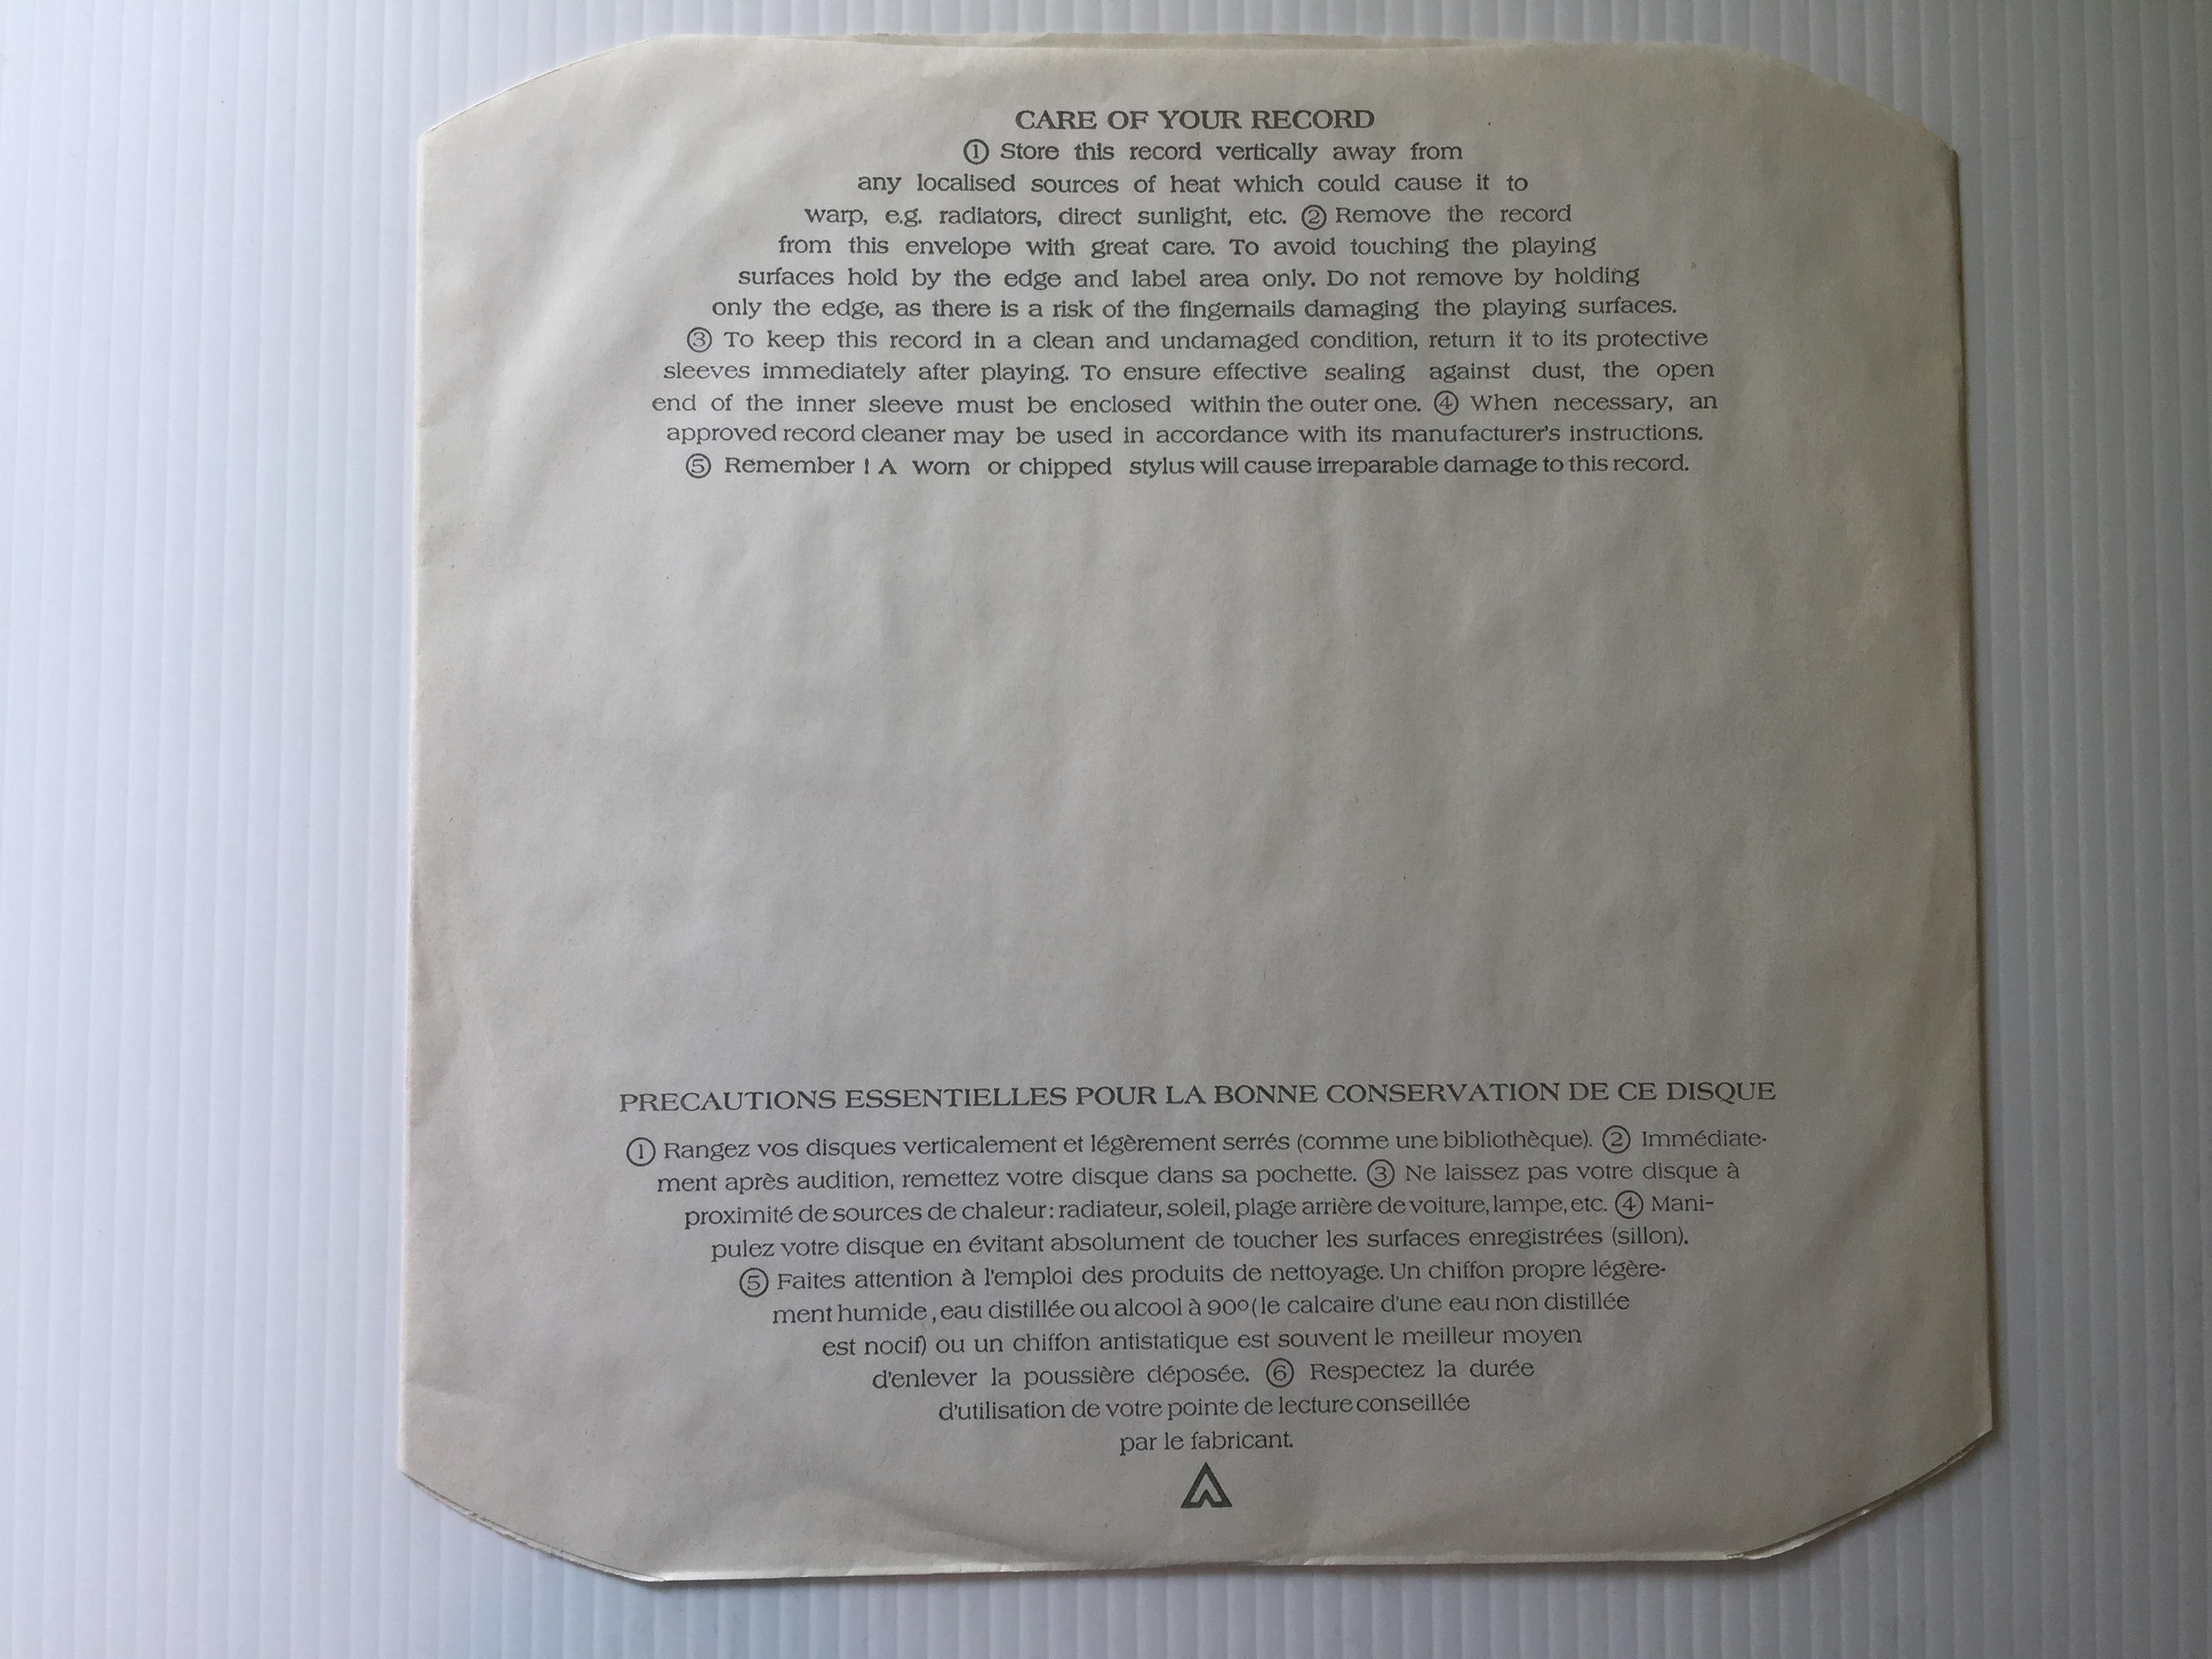 CARE OF YOUR RECORD
① Store this record vertically away from
any localised sources of heat which could cause it to
warp, e.g. radiators, direct sunlight, etc. ② Remove the record
from this envelope with great care. To avoid touching the playing
surfaces hold by the edge and label area only. Do not remove by holding
only the edge, as there is a risk of the fingernails damaging the playing surfaces.
③ To keep this record in a clean and undamaged condition, return it to its protective
sleeves immediately after playing. To ensure effective sealing against dust, the open
end of the inner sleeve must be enclosed within the outer one. ④ When necessary, an
approved record cleaner may be used in accordance with its manufacturer's instructions.
⑤ Remember ! A worn or chipped stylus will cause irreparable damage to this record.
PRECAUTIONS ESSENTIELLES POUR LA BONNE CONSERVATION DE CE DISQUE
① Rangez vos disques verticalement et légèrement serrés (comme une bibliothèque). ② Immédiate-
ment après audition, remettez votre disque dans sa pochette. ③ Ne laissez pas votre disque à
proximité de sources de chaleur: radiateur, soleil, plage arrière de voiture, lampe, etc. ④ Mani-
pulez votre disque en évitant absolument de toucher les surfaces enregistrées (sillon).
⑤ Faites attention à l'emploi des produits de nettoyage. Un chiffon propre légère-
ment humide, eau distillée ou alcool à 90º (le calcaire d'une eau non distillée
est nocif) ou un chiffon antistatique est souvent le meilleur moyen
d'enlever la poussière déposée. ⑥ Respectez la durée
d'utilisation de votre pointe de lecture conseillée
par le fabricant.